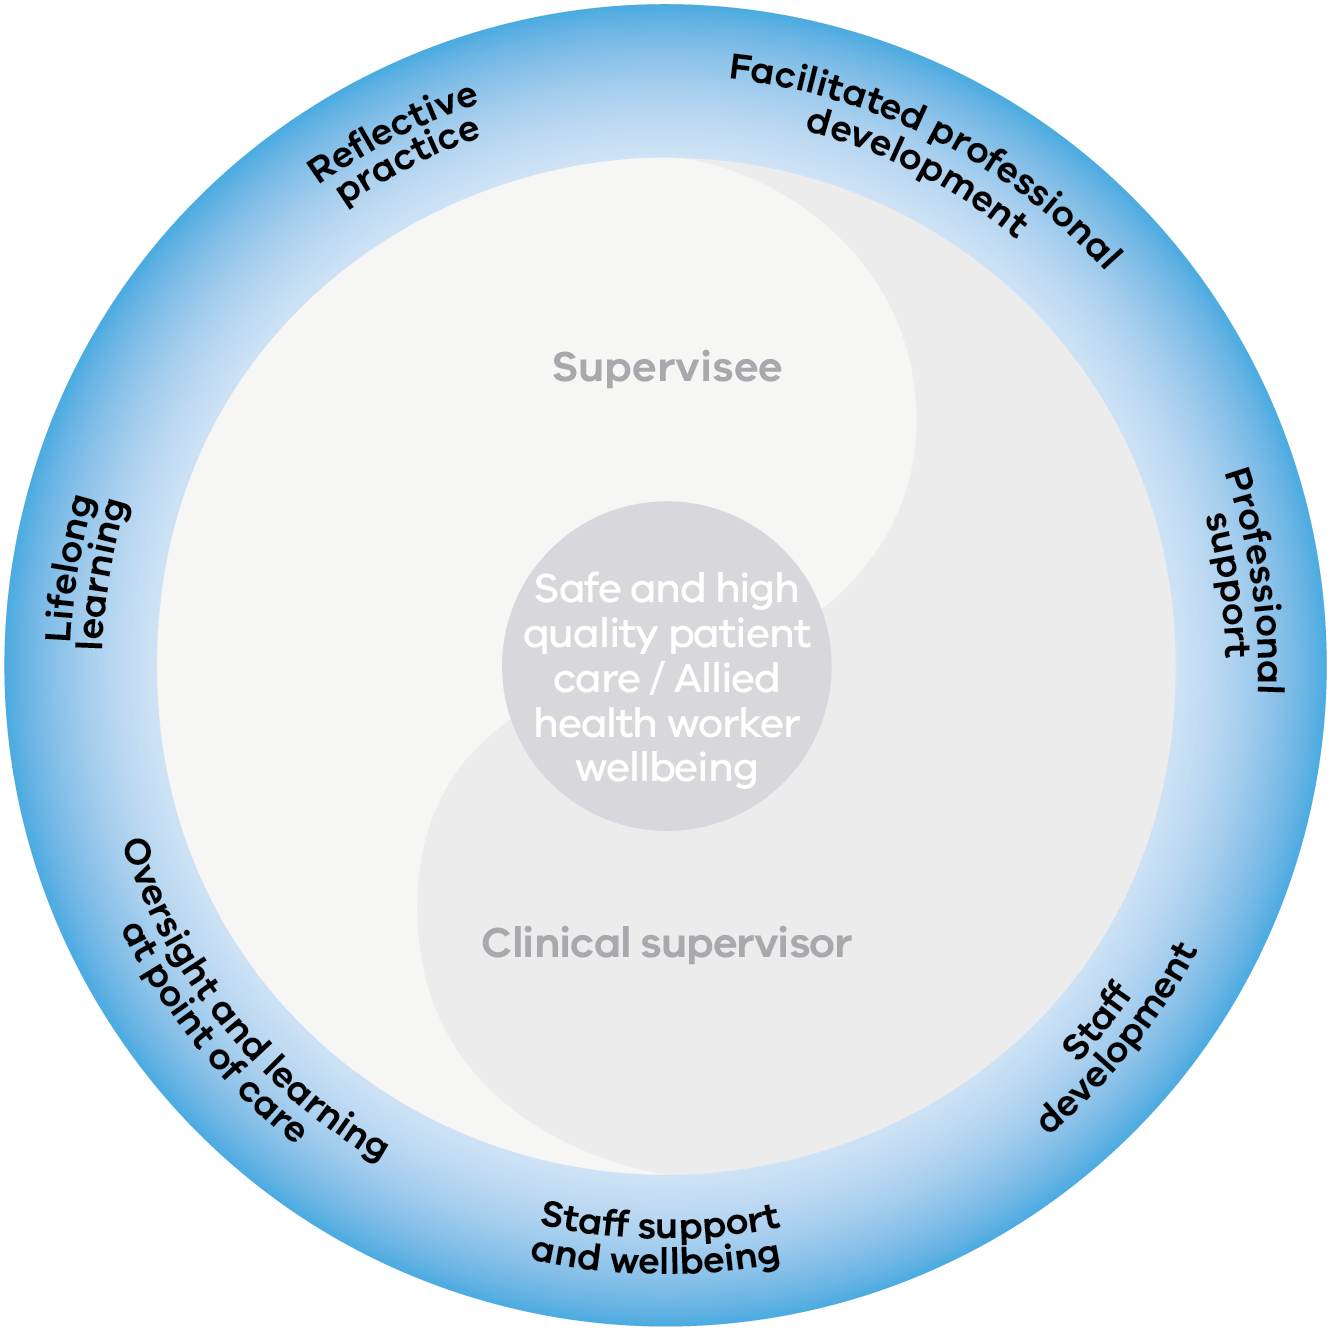 Reflective
practice
Facilitated professional
development
Professional
support
Staff
development
Staff support
and wellbeing
Oversight and learning
at point of care
Lifelong
learning
Supervisee
Safe and high
quality patient
care / Allied
health worker
wellbeing
Clinical supervisor